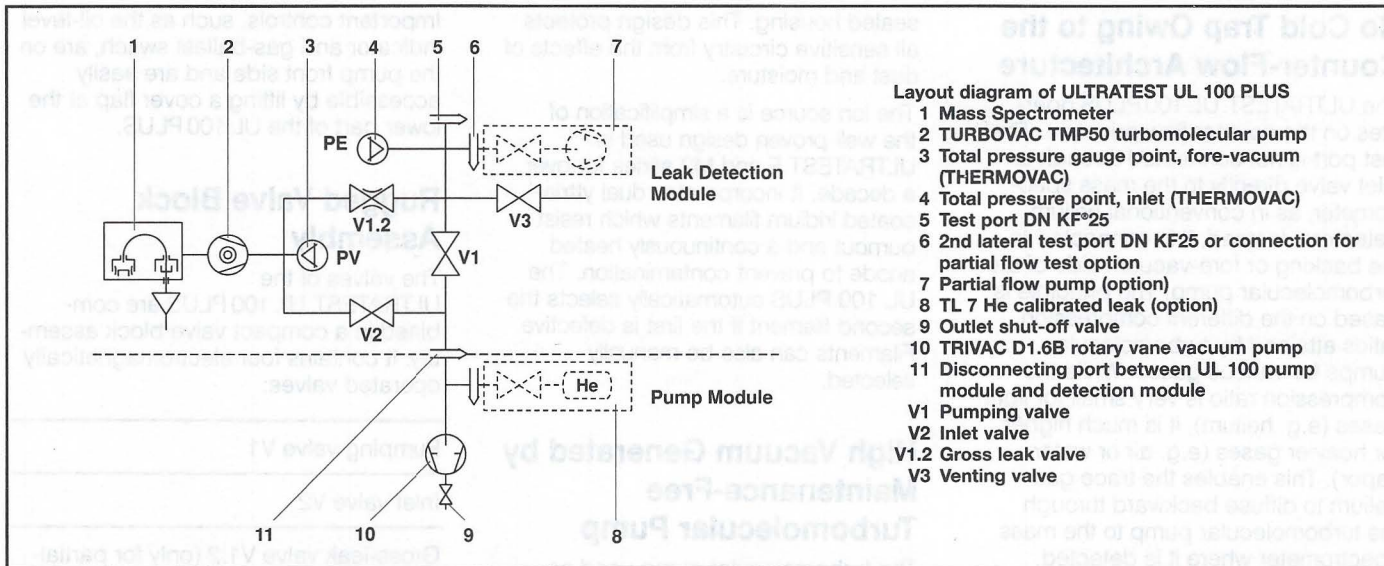 1 2 3 4 5 6 7
PE
Leak Detection
Module
V1.2
V3
V1
PV
V2
He
Pump Module
11 10 9 8
Layout diagram of ULTRATEST UL 100 PLUS
1 Mass Spectrometer
2 TURBOVAC TMP50 turbomolecular pump
3 Total pressure gauge point, fore-vacuum
(THERMOVAC)
4 Total pressure point, inlet (THERMOVAC)
5 Test port DN KF®25
6 2nd lateral test port DN KF25 or connection for
partial flow test option
7 Partial flow pump (option)
8 TL 7 He calibrated leak (option)
9 Outlet shut-off valve
10 TRIVAC D1.6B rotary vane vacuum pump
11 Disconnecting port between UL 100 pump
module and detection module
V1 Pumping valve
V2 Inlet valve
V1.2 Gross leak valve
V3 Venting valve